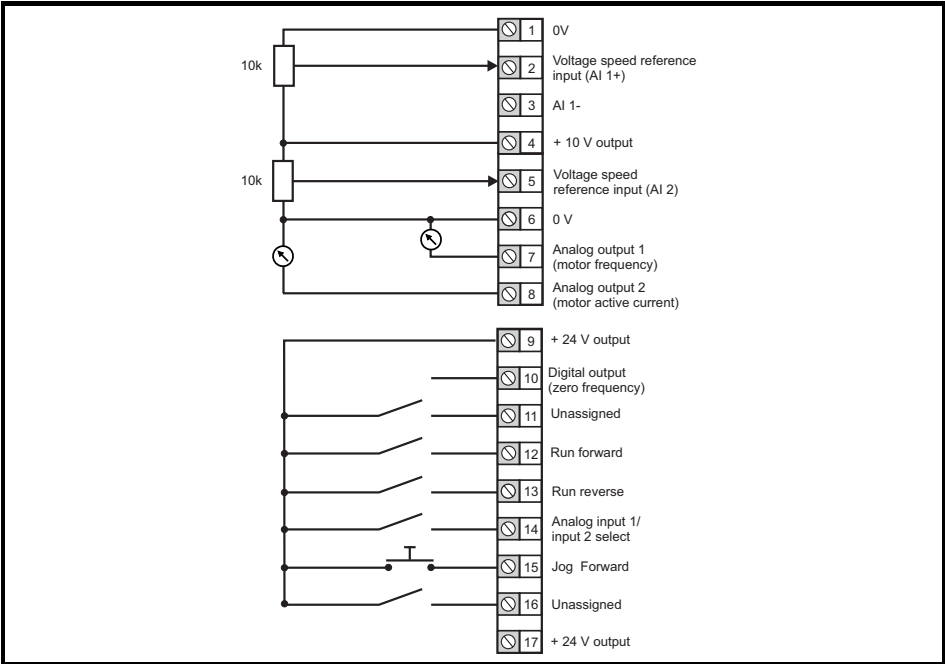 1 0V
10k
2 Voltage speed reference
input (AI 1+)
3 AI 1-
4 + 10 V output
10k
5 Voltage speed
reference input (AI 2)
6 0 V
7 Analog output 1
(motor frequency)
8 Analog output 2
(motor active current)
9 + 24 V output
10 Digital output
(zero frequency)
11 Unassigned
12 Run forward
13 Run reverse
14 Analog input 1/
input 2 select
15 Jog Forward
16 Unassigned
17 + 24 V output